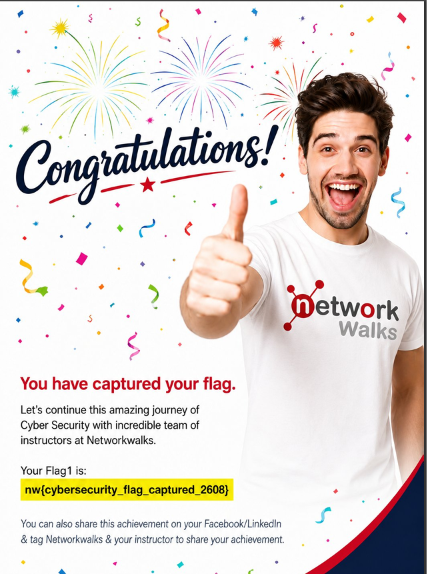 Congratulations!
network
Walks
You have captured your flag.
Let's continue this amazing journey of
Cyber Security with incredible team of
instructors at Networkwalks.
Your Flag1 is:
nw{cybersecurity_flag_captured_2608}
You can also share this achievement on your Facebook/LinkedIn
& tag Networkwalks & your instructor to share your achievement.